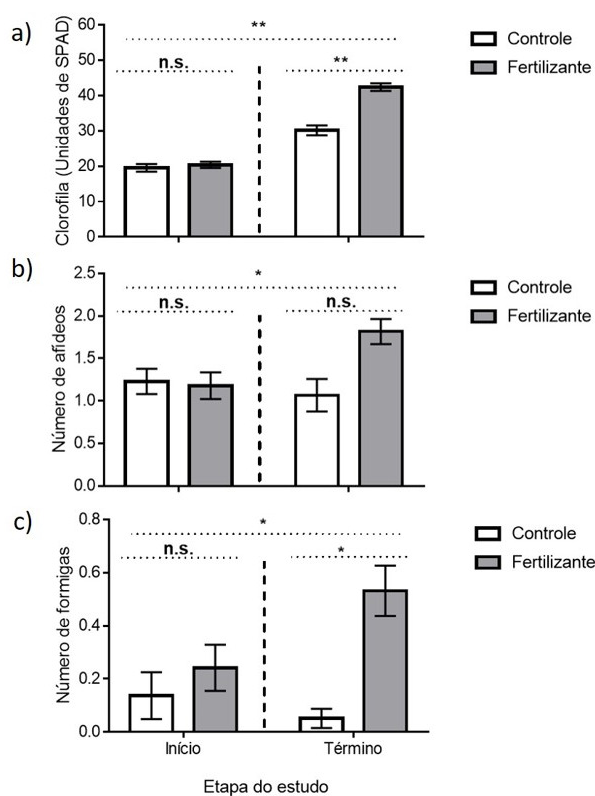 a)
Clorofila (Unidades de SPAD)
60
50
40
30
20
10
0
**
n.s.
**
Controle
Fertilizante
b)
Número de afídeos
2.5
2.0
1.5
1.0
0.5
0.0
*
n.s.
n.s.
Controle
Fertilizante
c)
Número de formigas
0.8
0.6
0.4
0.2
0.0
*
n.s.
*
Controle
Fertilizante
Início
Término
Etapa do estudo